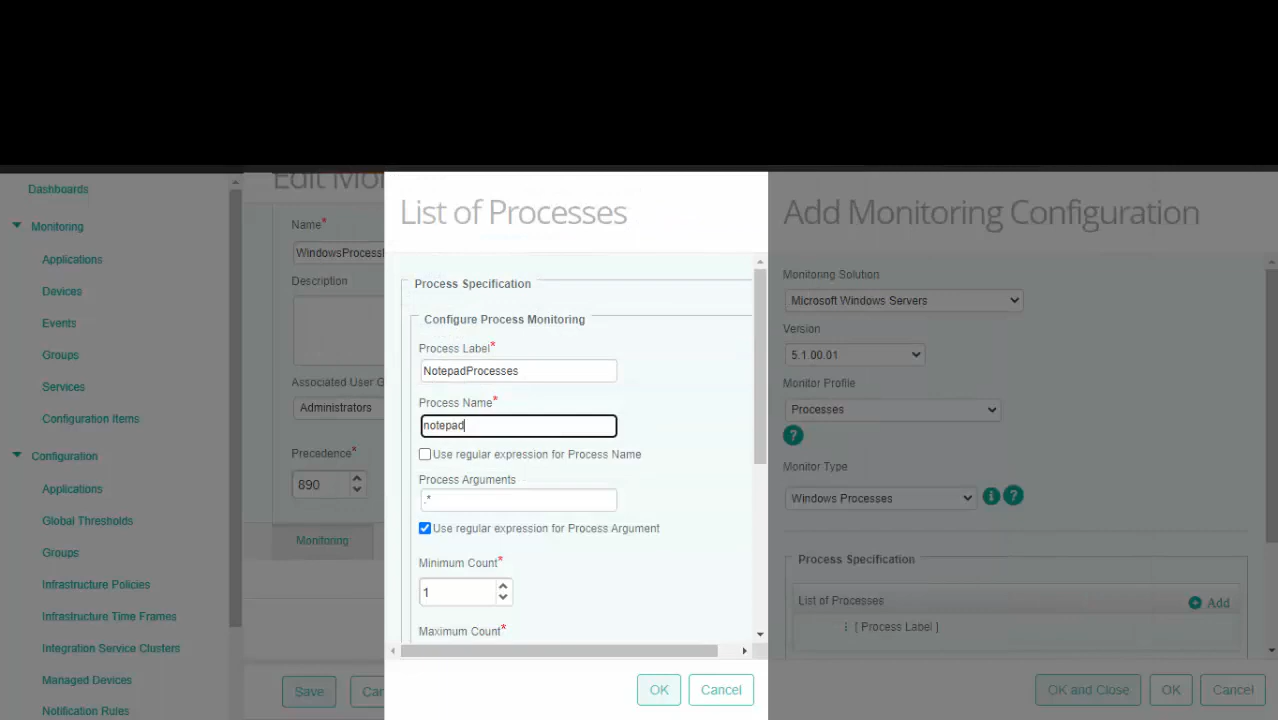 Dashboards
Monitoring
Applications
Devices
Events
Groups
Services
Configuration Items
Configuration
Applications
Global Thresholds
Groups
Infrastructure Policies
Infrastructure Time Frames
Integration Service Clusters
Managed Devices
Notification Rules
Edit Mo
Name*
WindowsProcess
Description
Associated User G
Administrators
Precedence*
890
Monitoring
Save
Can
List of Processes
Process Specification
Configure Process Monitoring
Process Label*
NotepadProcesses
Process Name*
notepad
Use regular expression for Process Name
Process Arguments
.*
Use regular expression for Process Argument
Minimum Count*
1
Maximum Count*
OK
Cancel
Add Monitoring Configuration
Monitoring Solution
Microsoft Windows Servers
Version
5.1.00.01
Monitor Profile
Processes
?
Monitor Type
Windows Processes
i ?
Process Specification
List of Processes
Add
[ Process Label ]
OK and Close
OK
Cancel